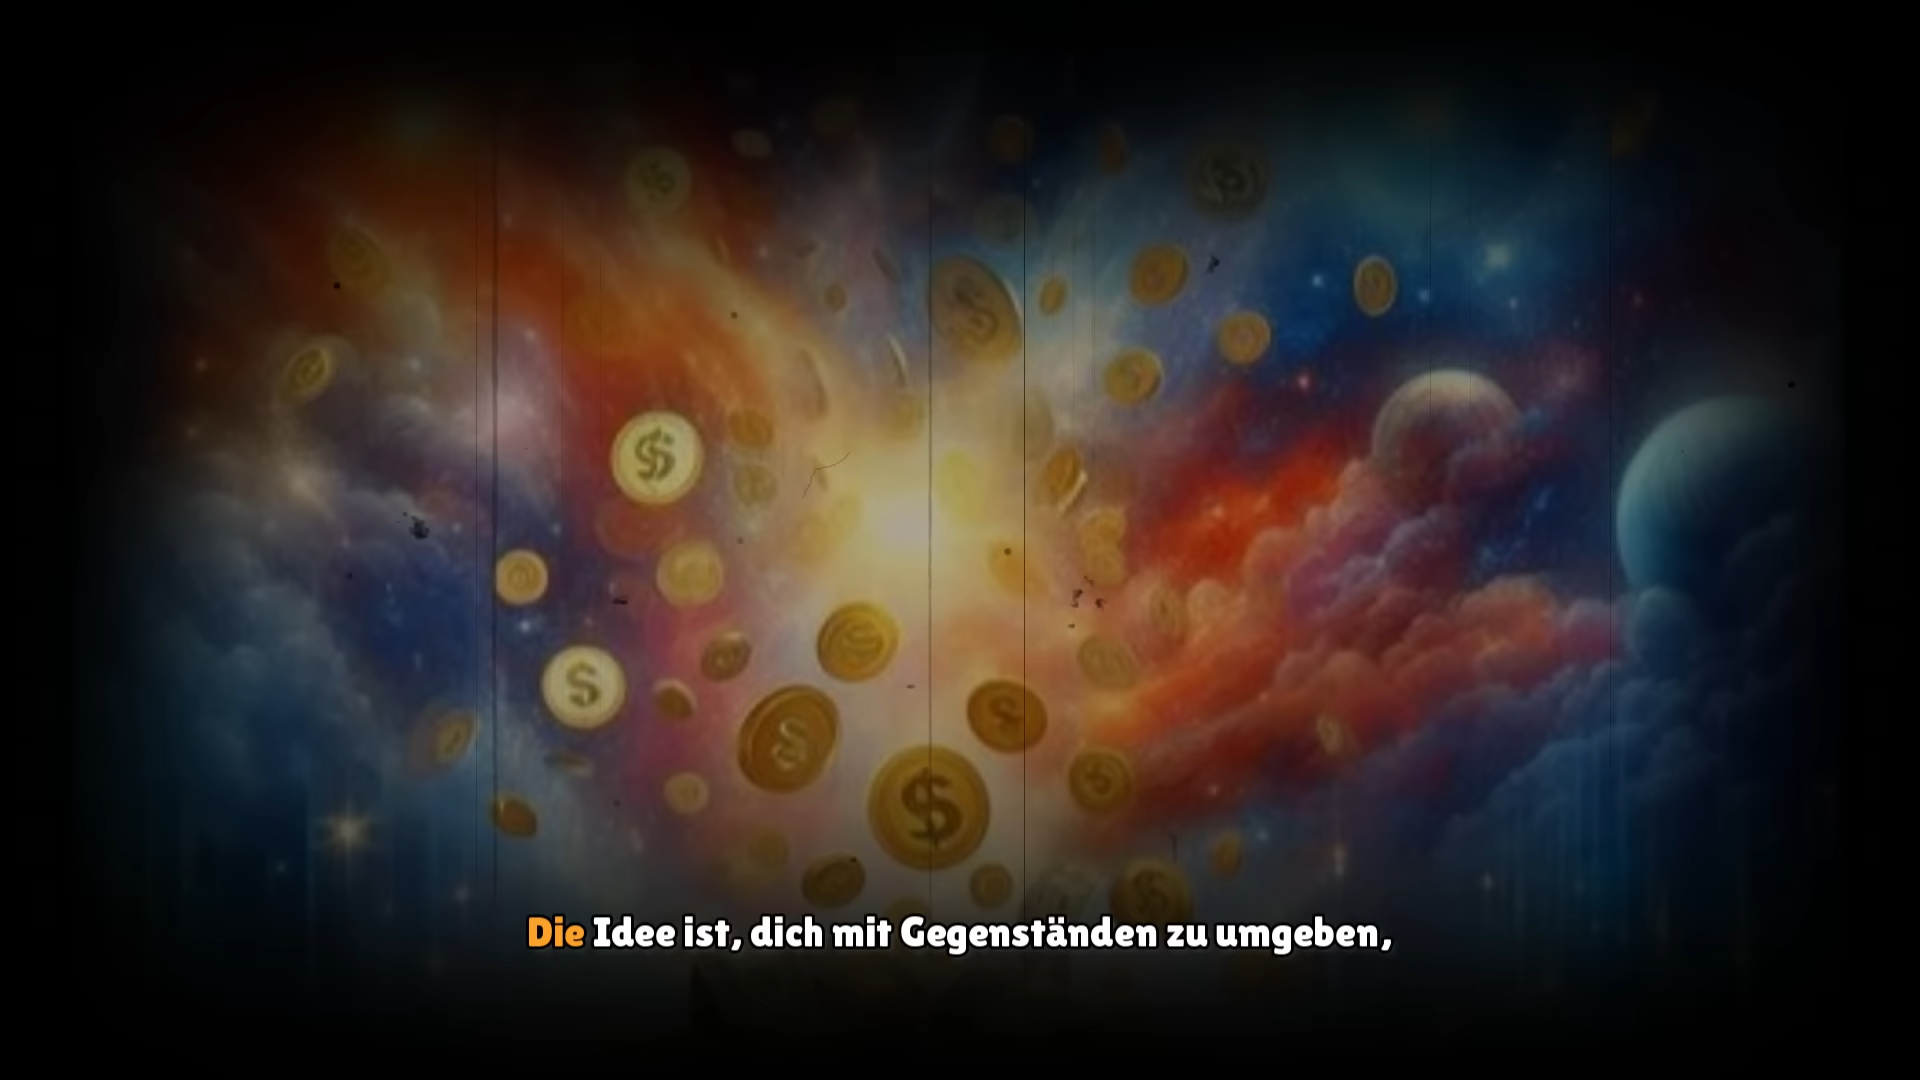 Die Idee ist, dich mit Gegenständen zu umgeben,